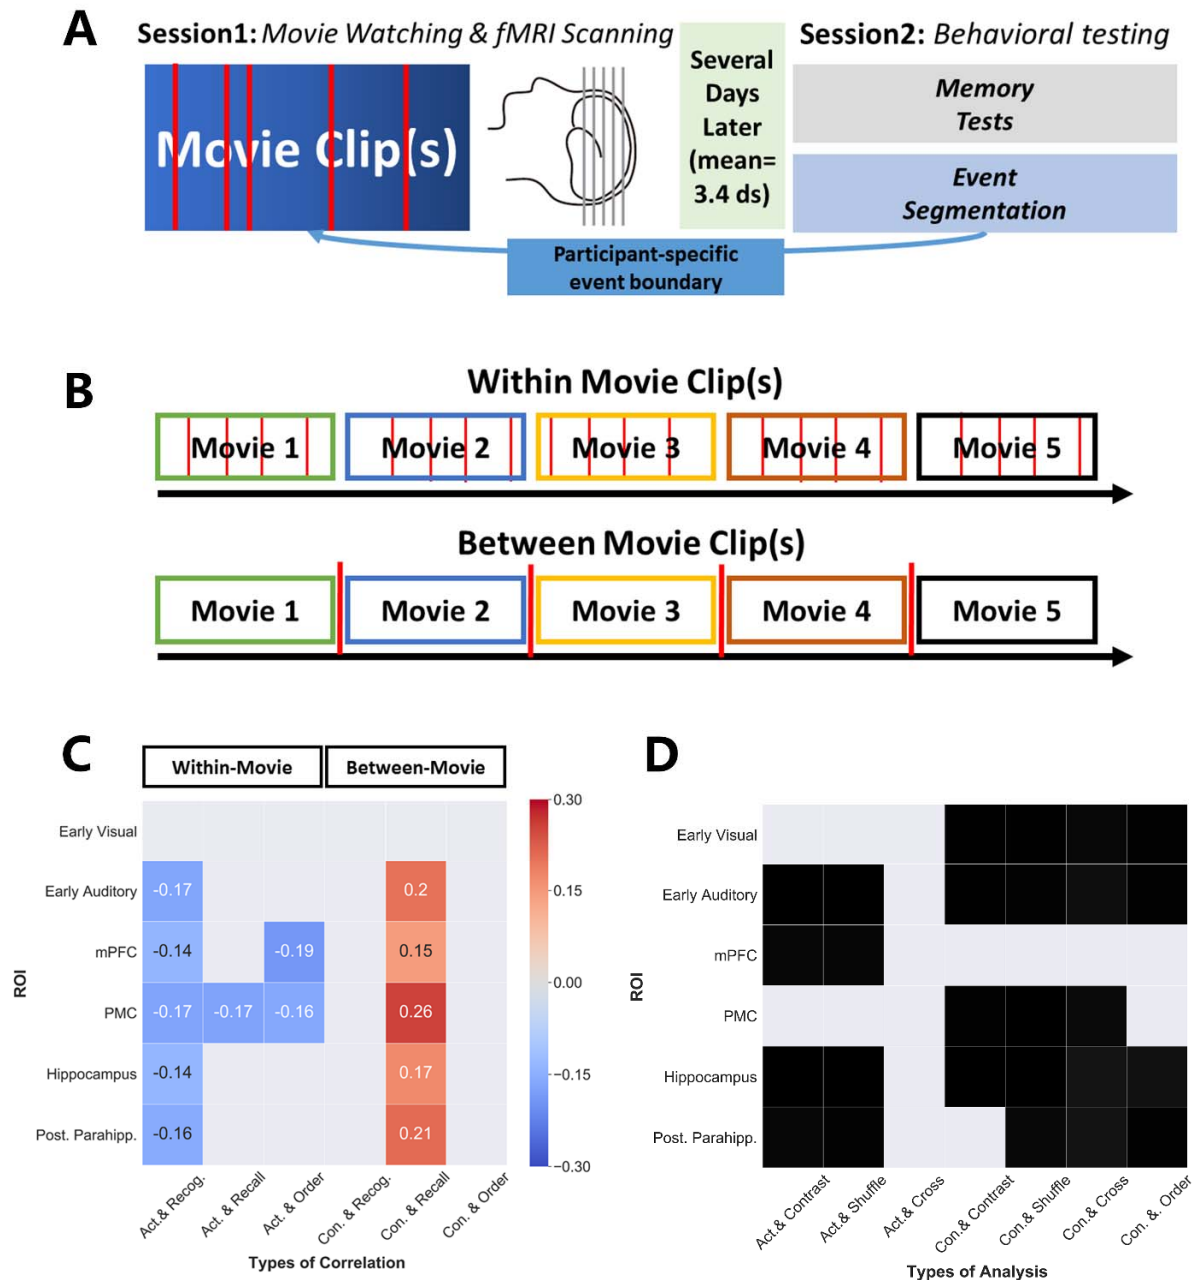 A
Session1: Movie Watching & fMRI Scanning
Movie Clip(s)
Several
Days
Later
(mean=
3.4 ds)
Session2: Behavioral testing
Memory
Tests
Event
Segmentation
Participant-specific
event boundary
B
Within Movie Clip(s)
Movie 1 Movie 2 Movie 3 Movie 4 Movie 5
Between Movie Clip(s)
Movie 1 Movie 2 Movie 3 Movie 4 Movie 5
C
Within-Movie Between-Movie
ROI
Early Visual
Early Auditory -0.17 0.2
mPFC -0.14 -0.19 0.15
PMC -0.17 -0.17 -0.16 0.26
Hippocampus -0.14 0.17
Post. Parahipp. -0.16 0.21
0.30
0.15
0.00
−0.15
−0.30
Act.& Recog. Act. & Recall Act. & Order Con. & Recog. Con. & Recall Con. & Order
Types of Correlation
D
ROI
Early Visual
Early Auditory
mPFC
PMC
Hippocampus
Post. Parahipp.
Act.& Contrast Act.& Shuffle Act.& Cross Con.& Contrast Con.& Shuffle Con.& Cross Con. & Order
Types of Analysis